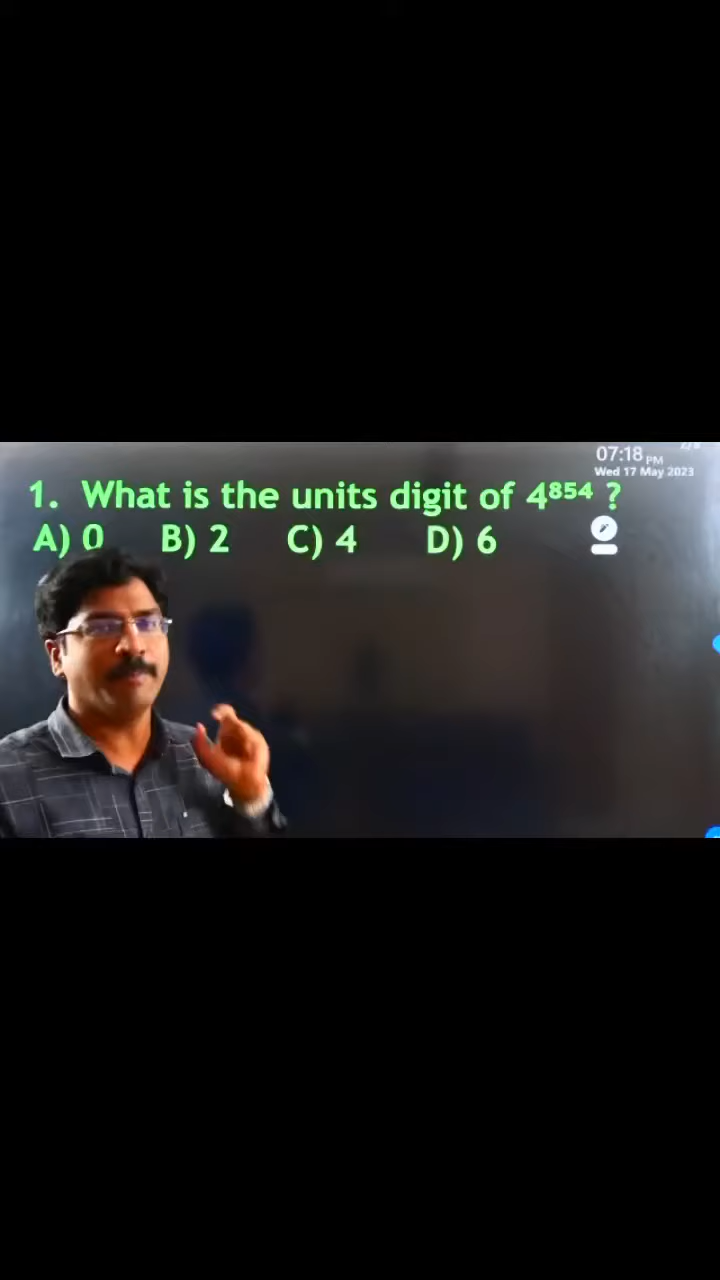 07:18 PM
Wed 17 May 2023
1. What is the units digit of 4⁸⁵⁴ ?
A) 0 B) 2 C) 4 D) 6